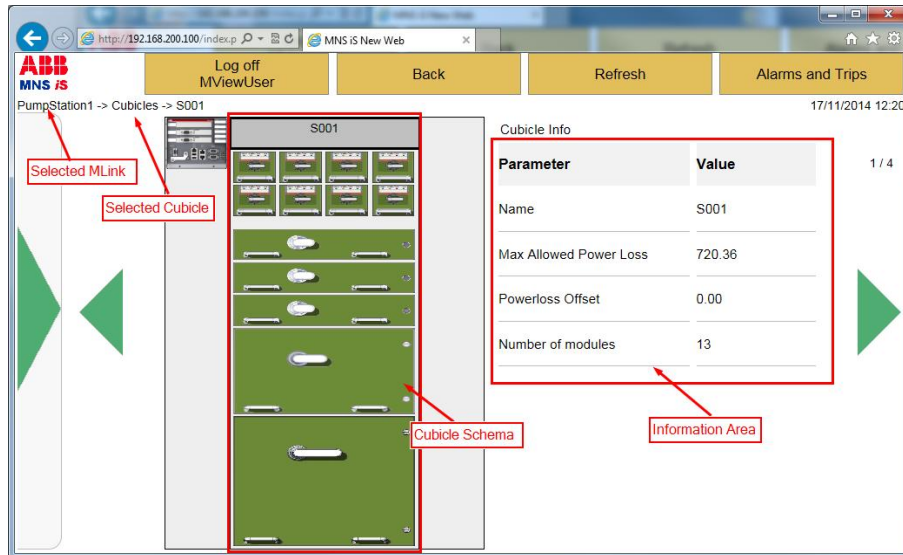 http://192.168.200.100/index.p
MNS iS New Web
ABB
MNS iS
Log off
MViewUser
Back
Refresh
Alarms and Trips
PumpStation1 -> Cubicles -> S001
17/11/2014 12:20
S001
Cubicle Info
Parameter
Value
1 / 4
Selected MLink
Selected Cubicle
Name
S001
Max Allowed Power Loss
720.36
Powerloss Offset
0.00
Number of modules
13
Cubicle Schema
Information Area